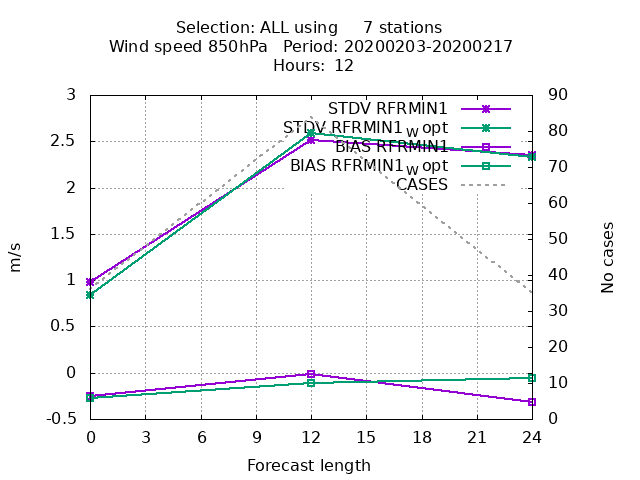 Selection: ALL using     7 stations
Wind speed 850hPa   Period: 20200203-20200217
Hours: 12
3
2.5
2
1.5
1
0.5
0
-0.5
90
80
70
60
50
40
30
20
10
0
STDV RFRMIN1
STDV RFRMIN1w opt
BIAS RFRMIN1
BIAS RFRMIN1w opt
CASES
m/s
No cases
0 3 6 9 12 15 18 21 24
Forecast length